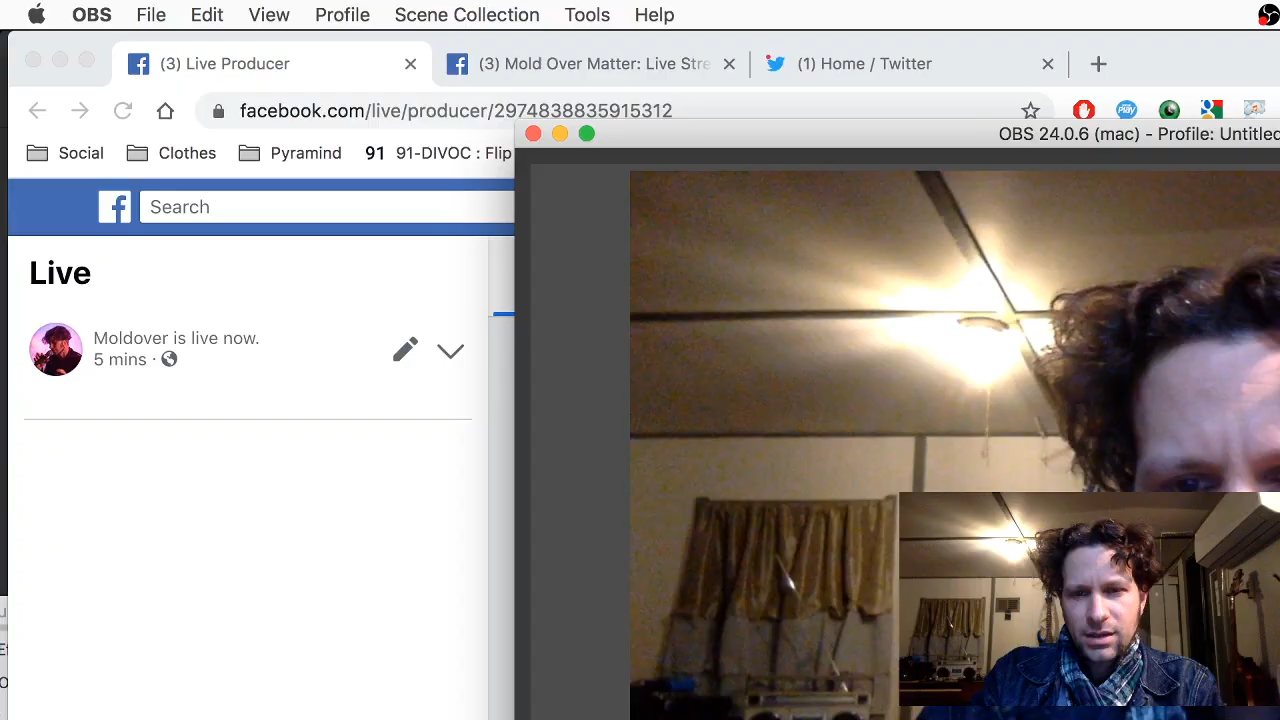 OBS File Edit View Profile Scene Collection Tools Help
(3) Live Producer
(3) Mold Over Matter: Live Stre
(1) Home / Twitter
facebook.com/live/producer/2974838835915312
OBS 24.0.6 (mac) - Profile: Untitled
Social
Clothes
Pyramind
91 91-DIVOC : Flip
Search
Live
Moldover is live now.
5 mins ·